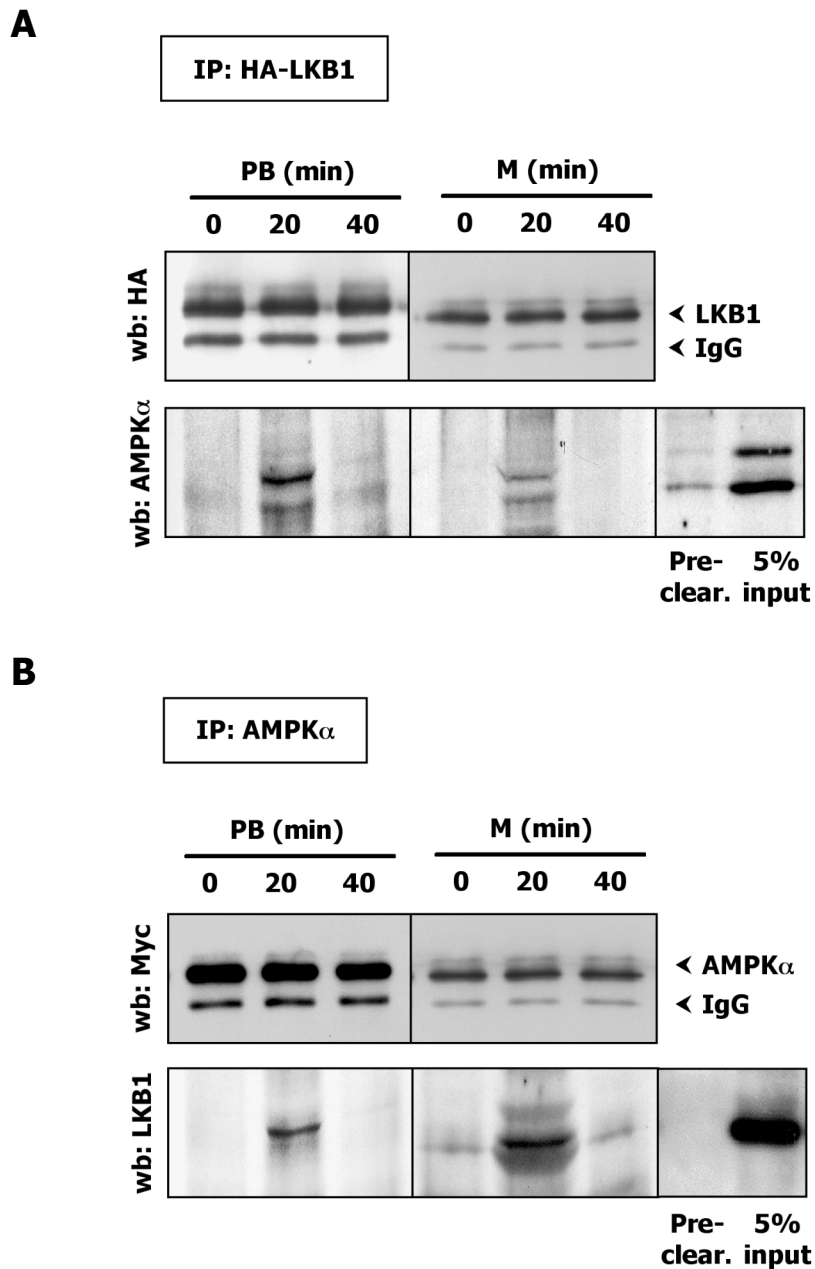 A
IP: HA-LKB1
PB (min) M (min)
0 20 40 0 20 40
wb: HA
LKB1
IgG
wb: AMPKα
Pre- 5%
clear. input
B
IP: AMPKα
PB (min) M (min)
0 20 40 0 20 40
wb: Myc
AMPKα
IgG
wb: LKB1
Pre- 5%
clear. input